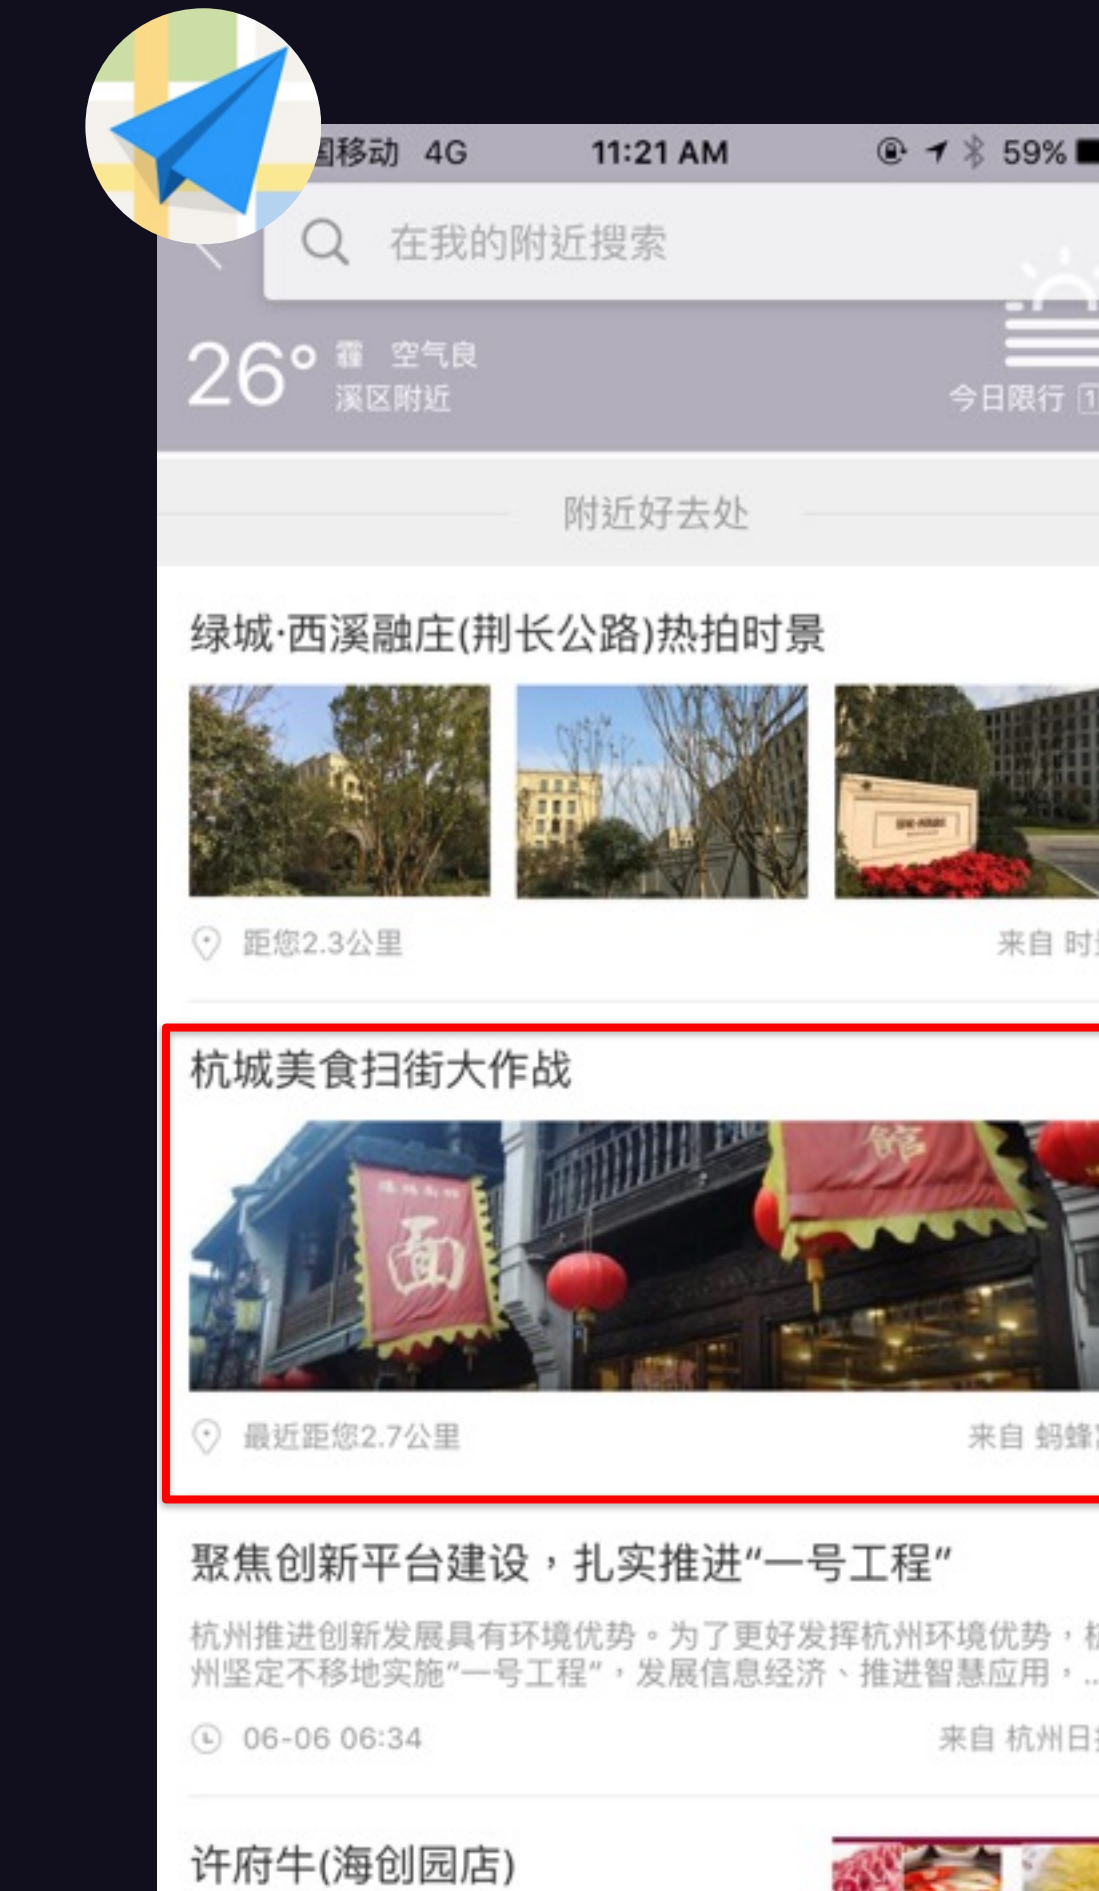 国移动 4G 11:21 AM 59%
在我的附近搜索
26° 霾 空气良
溪区附近 今日限行 1
附近好去处
绿城·西溪融庄(荆长公路)热拍时景
距您2.3公里 来自 时
杭城美食扫街大作战
面
館
最近距您2.7公里 来自 蚂蜂
聚焦创新平台建设，扎实推进“一号工程”
杭州推进创新发展具有环境优势。为了更好发挥杭州环境优势，杭
州坚定不移地实施“一号工程”，发展信息经济、推进智慧应用，...
06-06 06:34 来自 杭州日报
许府牛(海创园店)